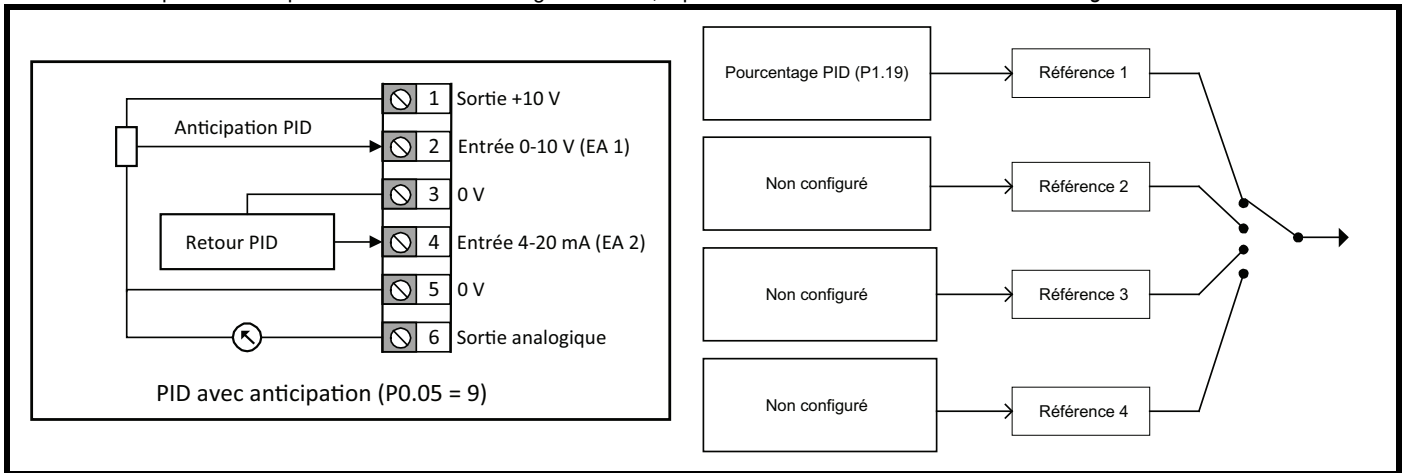 1 Sortie +10 V
Anticipation PID
2 Entrée 0-10 V (EA 1)
3 0 V
Retour PID
4 Entrée 4-20 mA (EA 2)
5 0 V
6 Sortie analogique
PID avec anticipation (P0.05 = 9)
Pourcentage PID (P1.19)
Référence 1
Non configuré
Référence 2
Non configuré
Référence 3
Non configuré
Référence 4